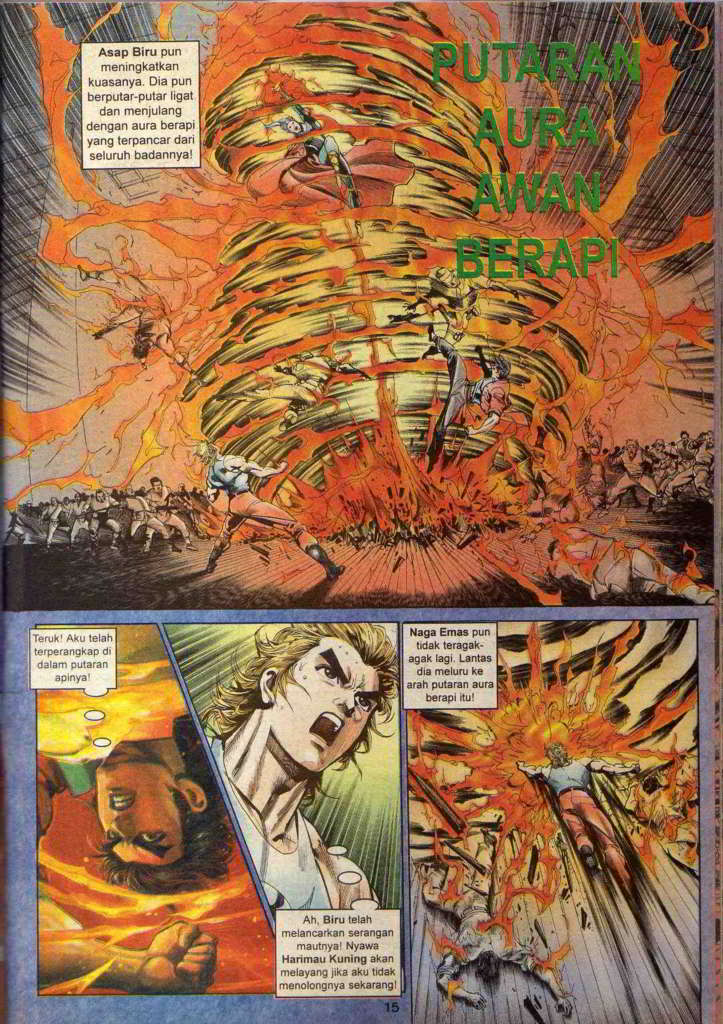 Asap Biru pun
meningkatkan
kuasanya. Dia pun
berputar-putar ligat
dan menjulang
dengan aura berapi
yang terpancar dari
seluruh badannya!
PUTARAN
AURA
AWAN
BERAPI
Teruk! Aku telah
terperangkap di
dalam putaran
apinya!
Ah, Biru telah
melancarkan serangan
mautnya! Nyawa
Harimau Kuning akan
melayang jika aku tidak
menolongnya sekarang!
Naga Emas pun
tidak teragak-
agak lagi. Lantas
dia meluru ke
arah putaran aura
berapi itu!
15